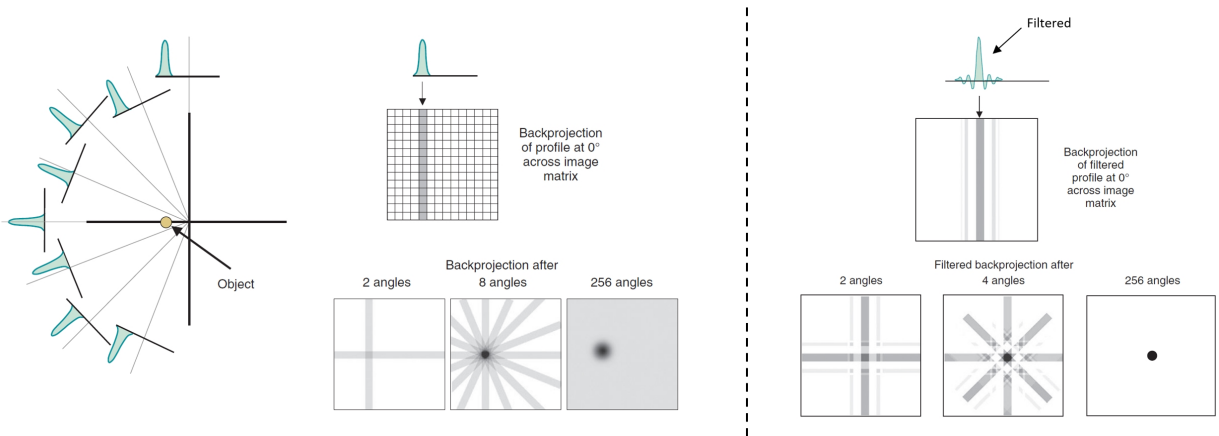 Object
Backprojection
of profile at 0°
across image
matrix
Backprojection after
2 angles
8 angles
256 angles
Filtered
Backprojection
of filtered
profile at 0°
across image
matrix
Filtered backprojection after
2 angles
4 angles
256 angles